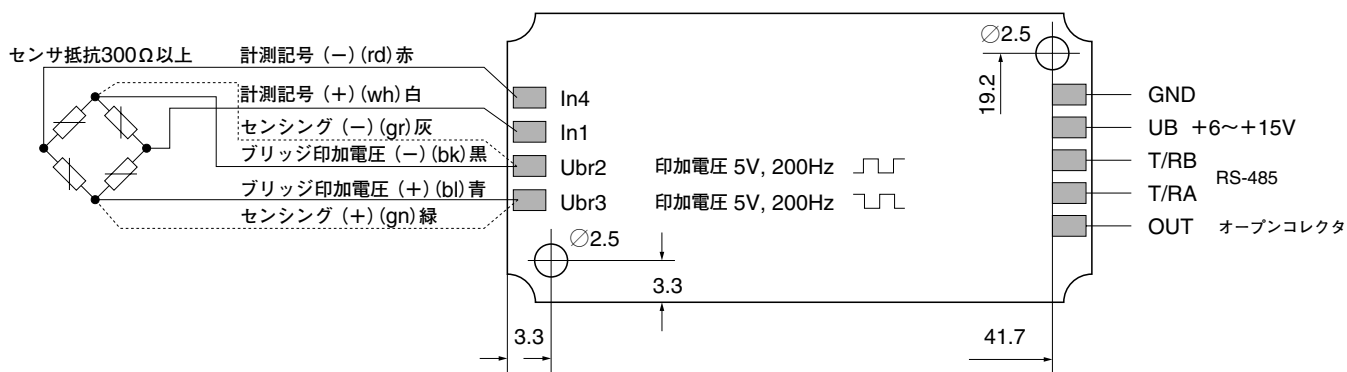 センサ抵抗300Ω以上
計測記号 (−) (rd) 赤
計測記号 (+) (wh) 白
センシング (−) (gr) 灰
ブリッジ印加電圧 (−) (bk) 黒
ブリッジ印加電圧 (+) (bl) 青
センシング (+) (gn) 緑
In4
In1
Ubr2 印加電圧 5V, 200Hz
Ubr3 印加電圧 5V, 200Hz
∅2.5
3.3
3.3
∅2.5
19.2
41.7
GND
UB +6〜+15V
T/RB
T/RA
RS-485
OUT オープンコレクタ